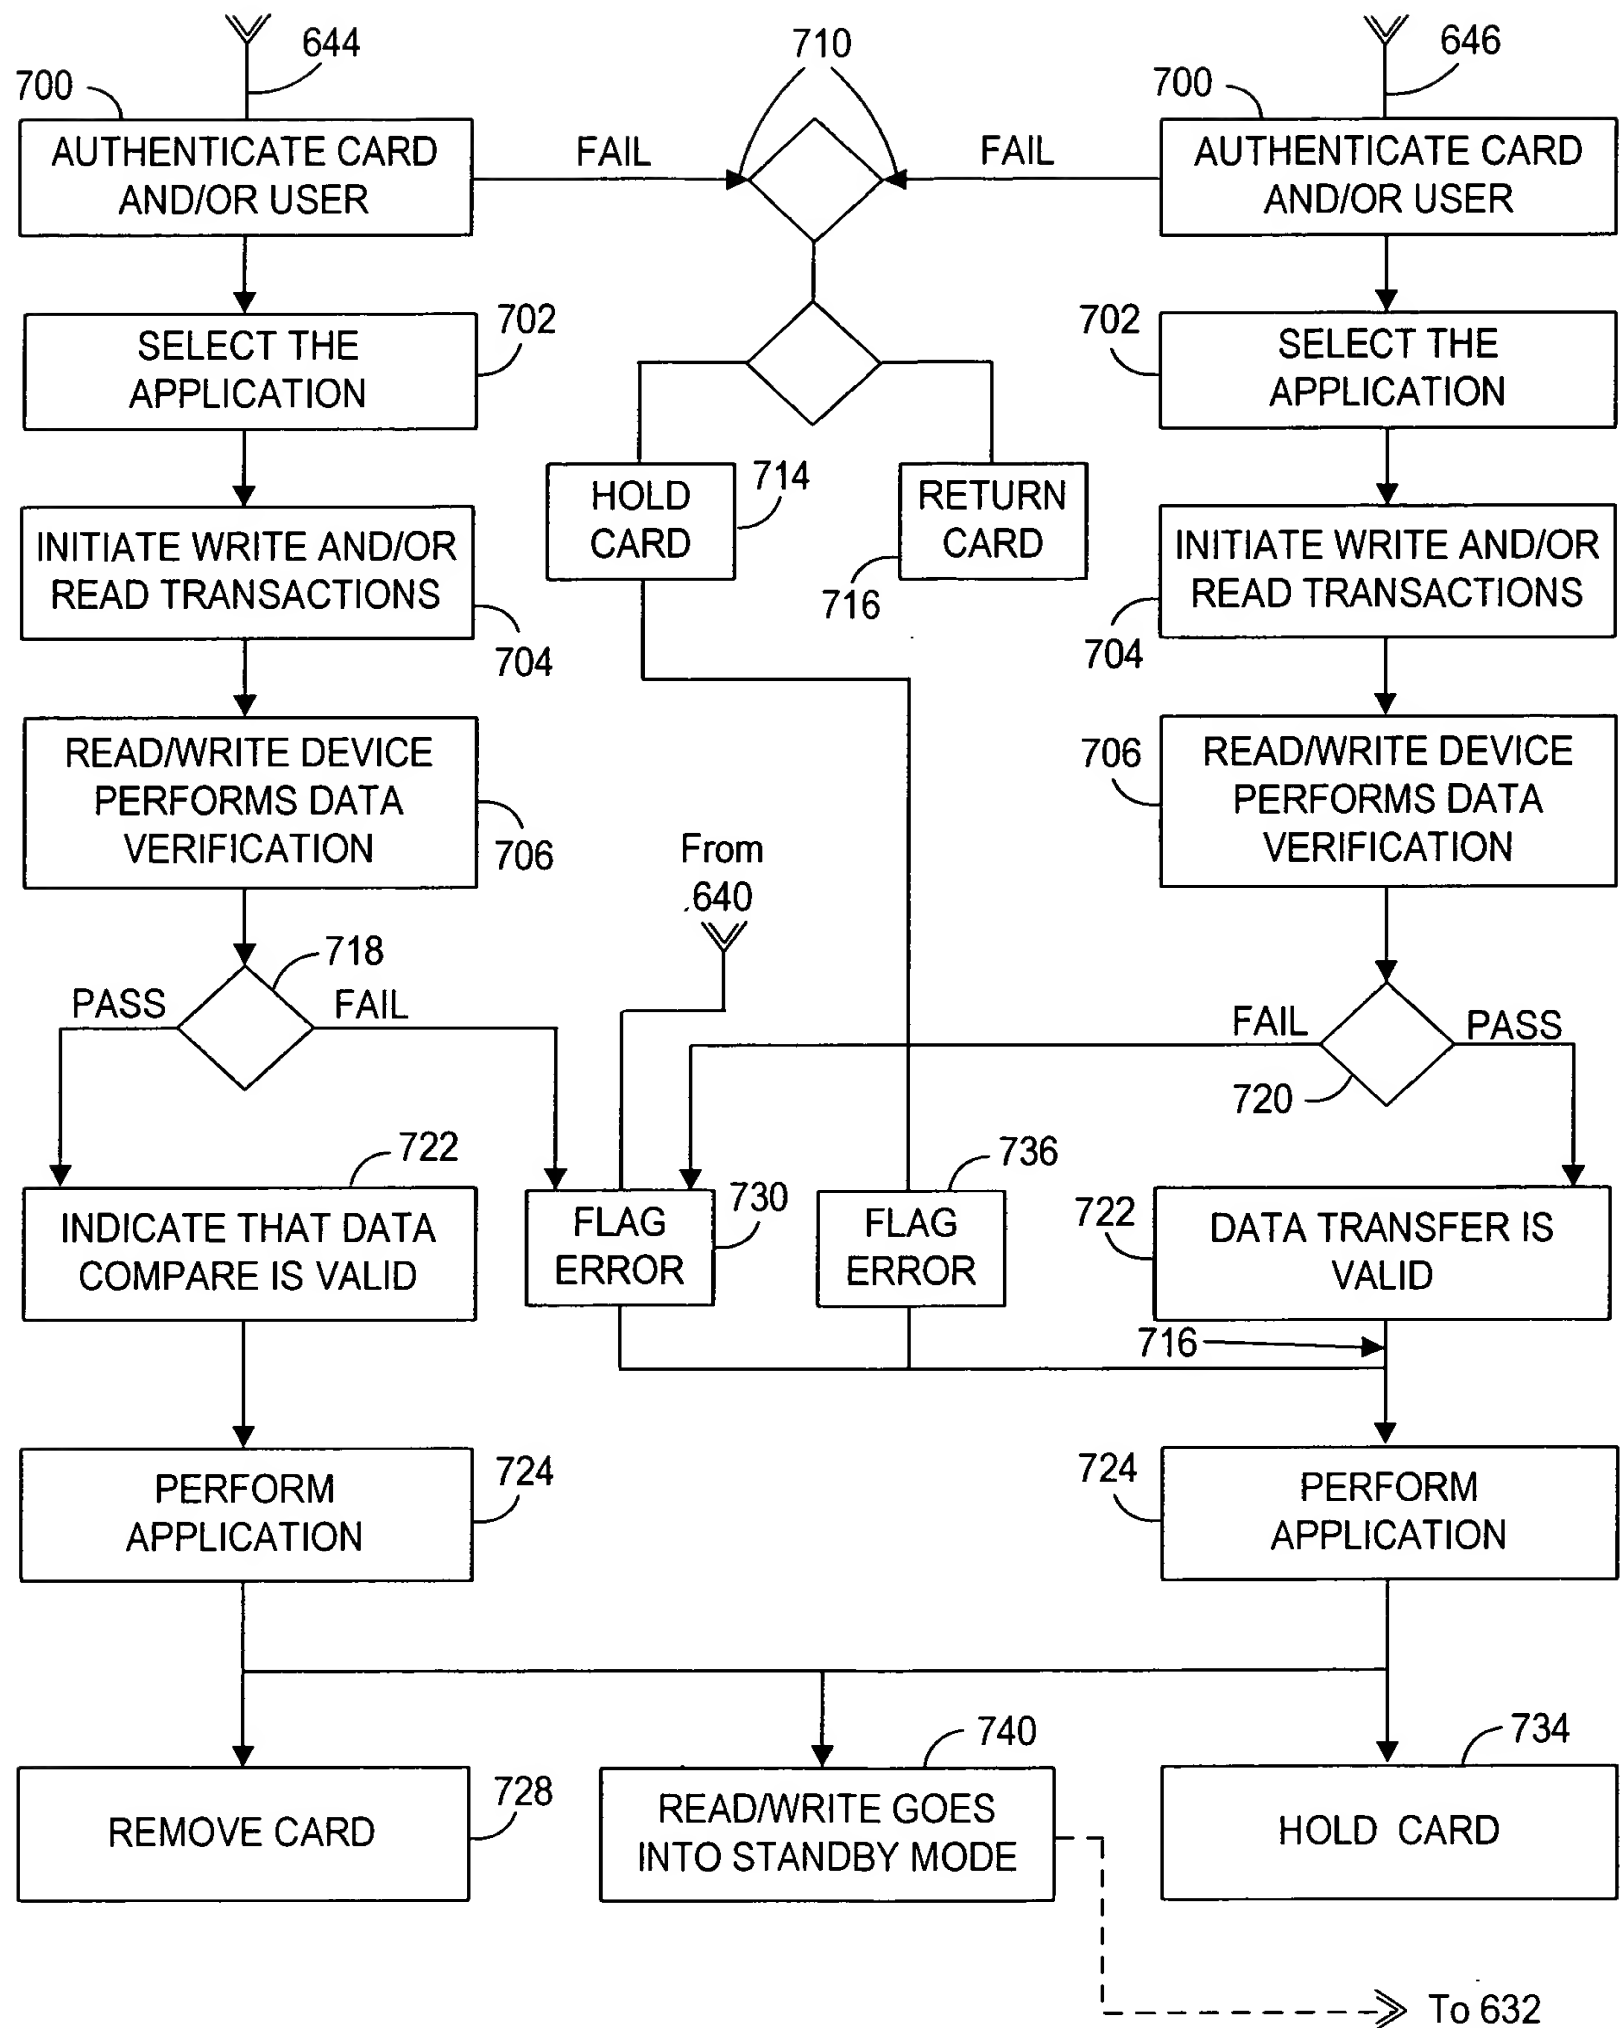 644
710
646
700
700
AUTHENTICATE CARD
AND/OR USER
FAIL
FAIL
AUTHENTICATE CARD
AND/OR USER
702
SELECT THE
APPLICATION
702
SELECT THE
APPLICATION
HOLD
CARD
714
RETURN
CARD
716
INITIATE WRITE AND/OR
READ TRANSACTIONS
704
INITIATE WRITE AND/OR
READ TRANSACTIONS
704
READ/WRITE DEVICE
PERFORMS DATA
VERIFICATION
706
706
READ/WRITE DEVICE
PERFORMS DATA
VERIFICATION
From
640
718
PASS
FAIL
FAIL
PASS
720
722
INDICATE THAT DATA
COMPARE IS VALID
FLAG
ERROR
730
736
FLAG
ERROR
722
DATA TRANSFER IS
VALID
716
PERFORM
APPLICATION
724
724
PERFORM
APPLICATION
REMOVE CARD
728
740
READ/WRITE GOES
INTO STANDBY MODE
734
HOLD CARD
To 632